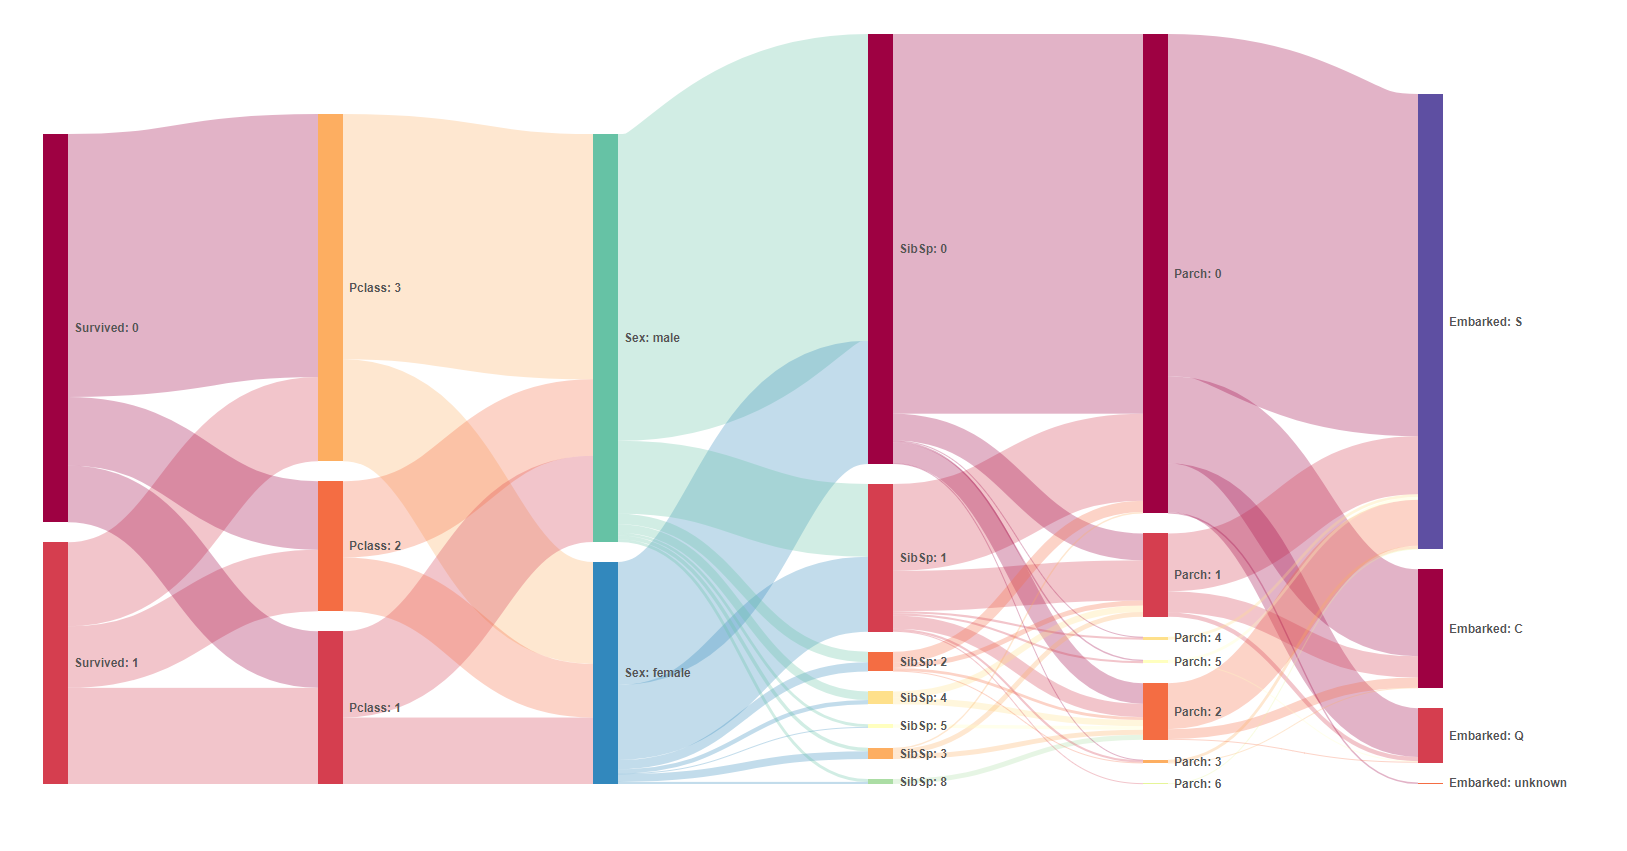 Survived: 0
Survived: 1
Pclass: 3
Pclass: 2
Pclass: 1
Sex: male
Sex: female
SibSp: 0
SibSp: 1
SibSp: 2
SibSp: 4
SibSp: 5
SibSp: 3
SibSp: 8
Parch: 0
Parch: 1
Parch: 4
Parch: 5
Parch: 2
Parch: 3
Parch: 6
Embarked: S
Embarked: C
Embarked: Q
Embarked: unknown